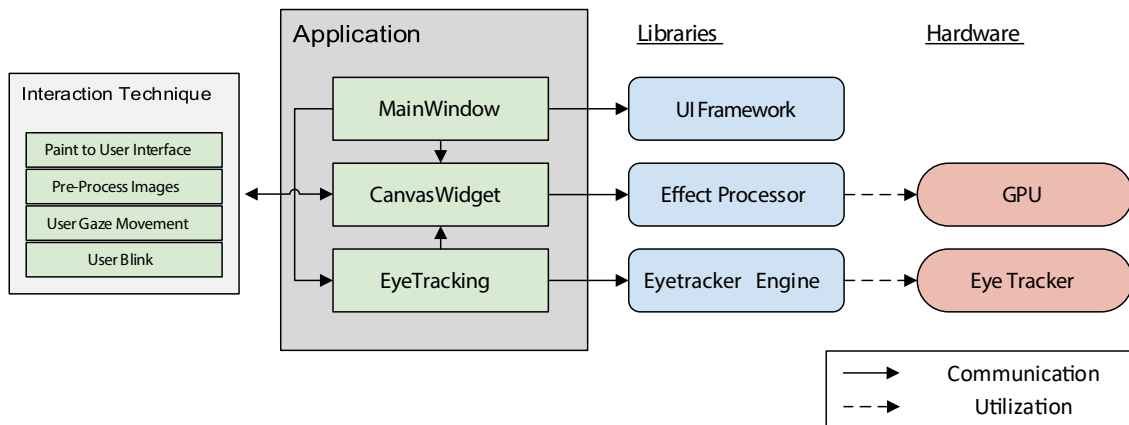 Application
Libraries
Hardware
Interaction Technique
Paint to User Interface
Pre-Process Images
User Gaze Movement
User Blink
MainWindow
UI Framework
CanvasWidget
Effect Processor
GPU
EyeTracking
Eyetracker Engine
Eye Tracker
Communication
Utilization